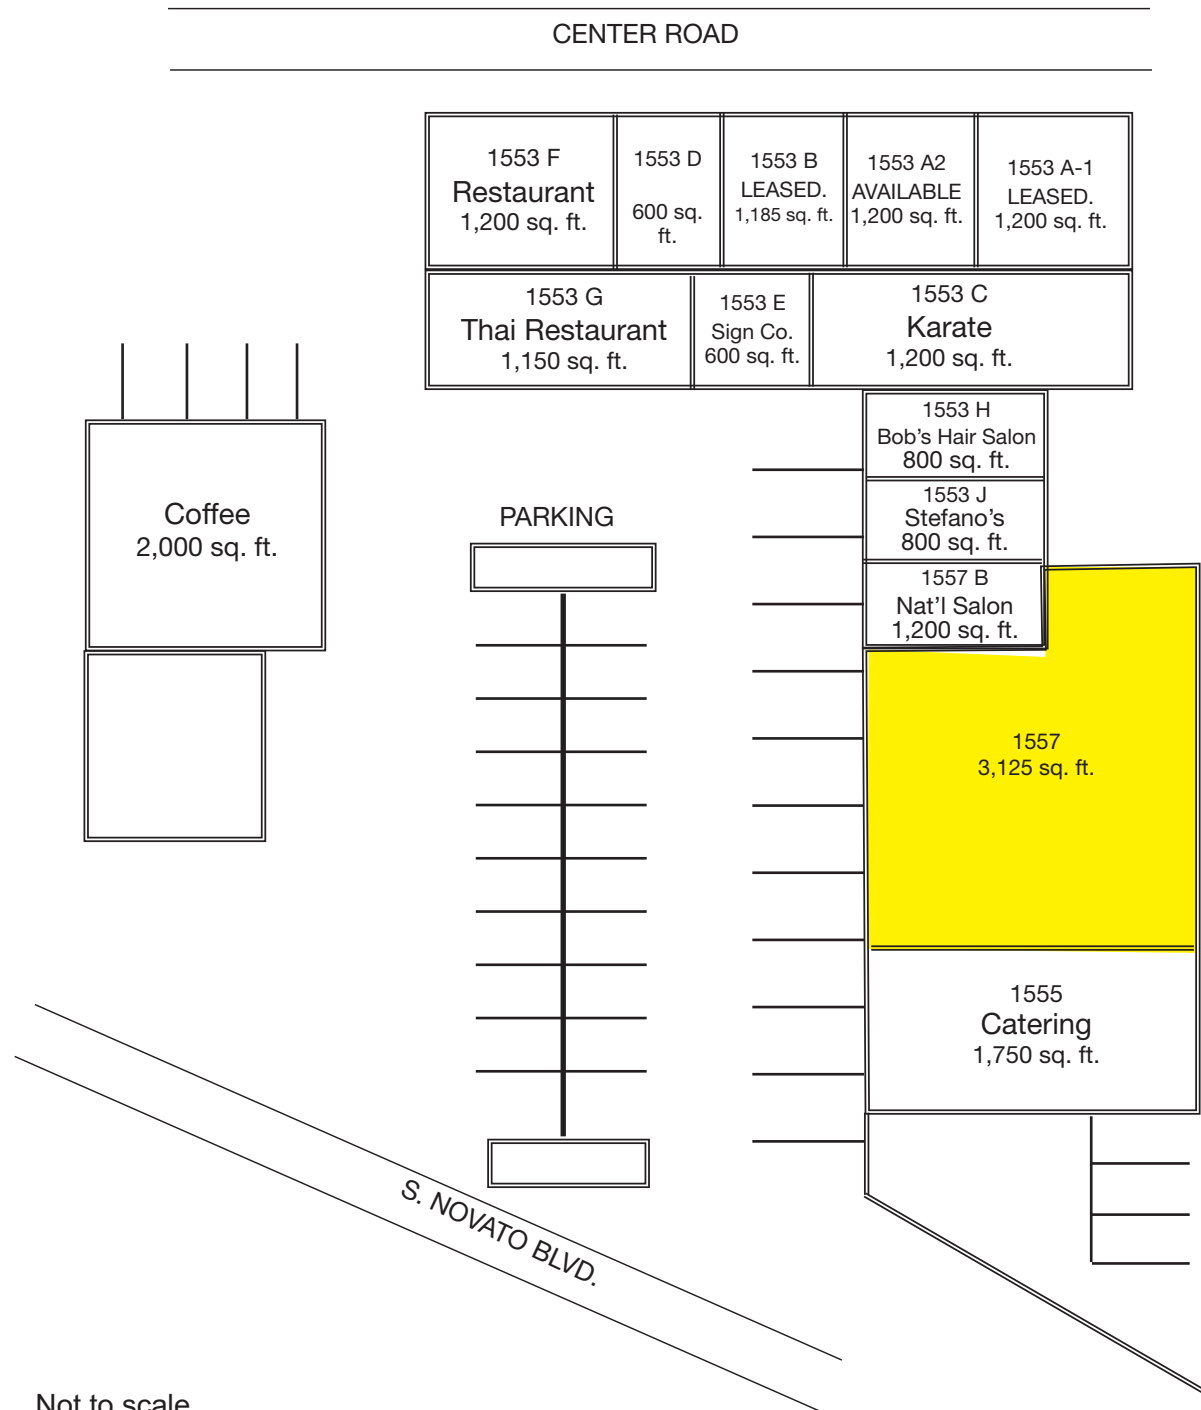 CENTER ROAD
1553 F
Restaurant
1,200 sq. ft.
1553 D
600 sq.
ft.
1553 B
LEASED.
1,185 sq. ft.
1553 A2
AVAILABLE
1,200 sq. ft.
1553 A-1
LEASED.
1,200 sq. ft.
1553 G
Thai Restaurant
1,150 sq. ft.
1553 E
Sign Co.
600 sq. ft.
1553 C
Karate
1,200 sq. ft.
1553 H
Bob's Hair Salon
800 sq. ft.
1553 J
Stefano's
800 sq. ft.
1557 B
Nat'l Salon
1,200 sq. ft.
Coffee
2,000 sq. ft.
PARKING
1557
3,125 sq. ft.
1555
Catering
1,750 sq. ft.
S. NOVATO BLVD.
Not to scale